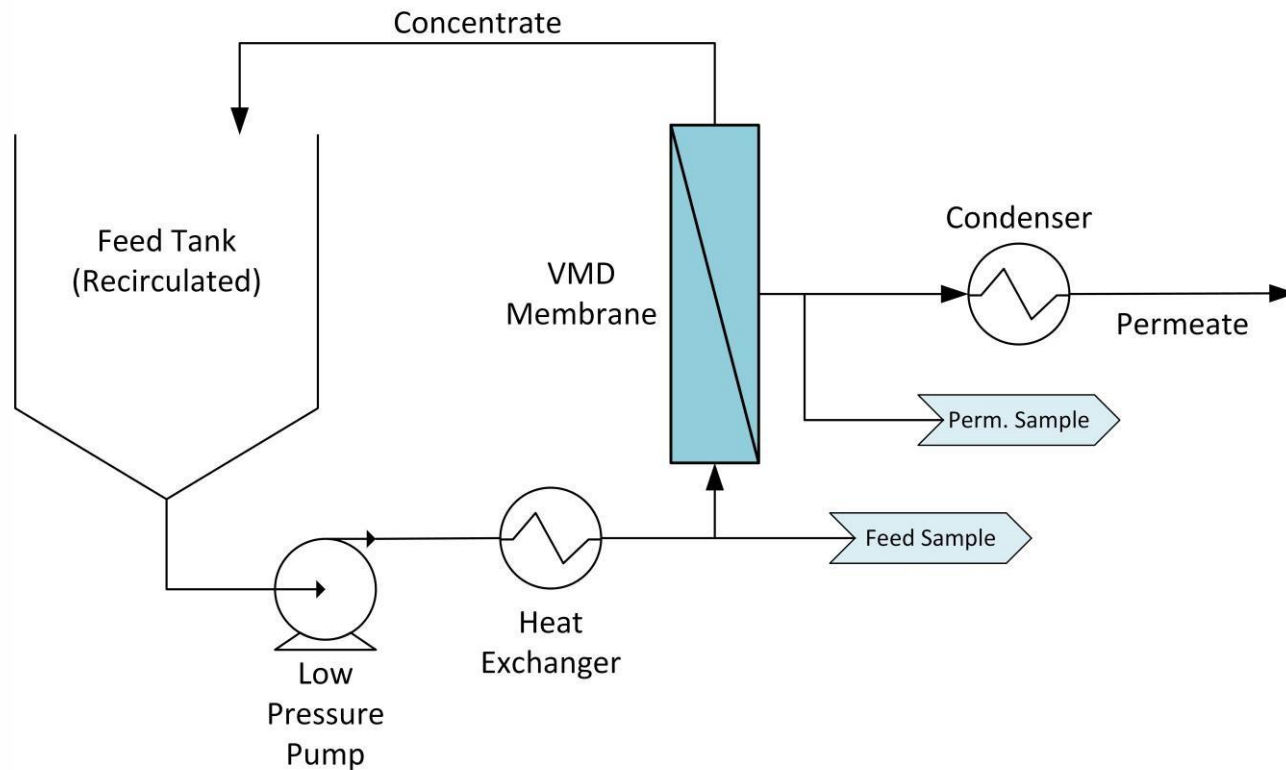 Concentrate
Feed Tank
(Recirculated)
VMD
Membrane
Condenser
Permeate
Perm. Sample
Feed Sample
Heat
Exchanger
Low
Pressure
Pump